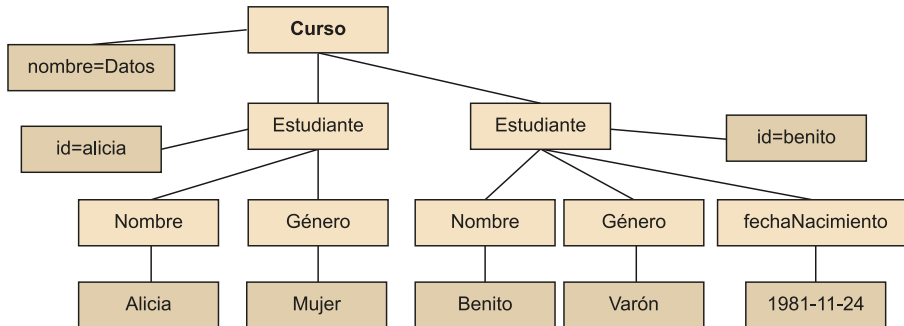 Curso
nombre=Datos
Estudiante
Estudiante
id=alicia
id=benito
Nombre
Género
Nombre
Género
fechaNacimiento
Alicia
Mujer
Benito
Varón
1981-11-24